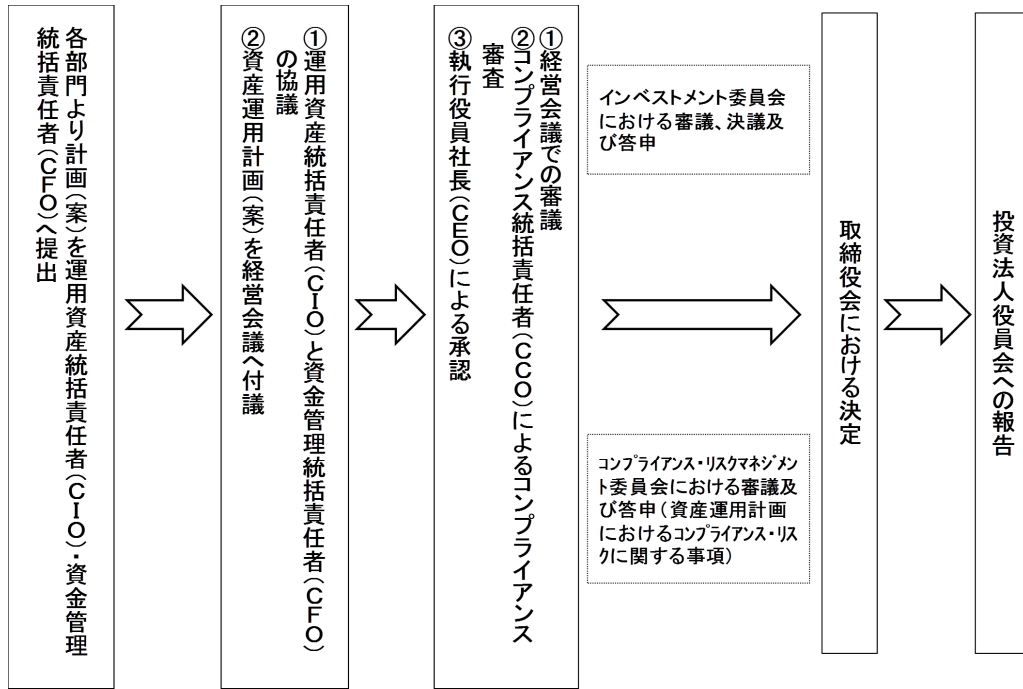 各部門より計画(案)を運用資産統括責任者(CIO)・資金管理
統括責任者(CFO)へ提出
①運用資産統括責任者(CIO)と資金管理統括責任者(CFO)
の協議
②資産運用計画(案)を経営会議へ付議
①経営会議での審議
②コンプライアンス統括責任者(CCO)によるコンプライアンス
審査
③執行役員社長(CEO)による承認
インベストメント委員会
における審議、決議及
び答申
コンプライアンス・リスクマネジメン
ト委員会における審議及
び答申(資産運用計画
におけるコンプライアンス・リス
クに関する事項)
取締役会における決定
投資法人役員会への報告